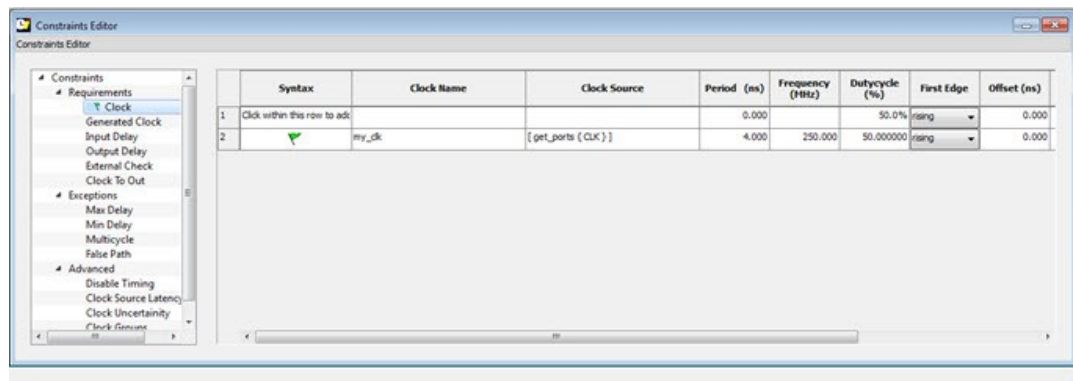 Constraints Editor
Constraints Editor
Constraints
Requirements
Clock
Generated Clock
Input Delay
Output Delay
External Check
Clock To Out
Exceptions
Max Delay
Min Delay
Multicycle
False Path
Advanced
Disable Timing
Clock Source Latency
Clock Uncertainity
Clock Groups
Syntax Clock Name Clock Source Period (ns) Frequency (MHz) Dutycycle (%) First Edge Offset (ns)
1 Click within this row to add 0.000 50.0% rising 0.000
2 my_clk [ get_ports { CLK } ] 4.000 250.000 50.000000 rising 0.000